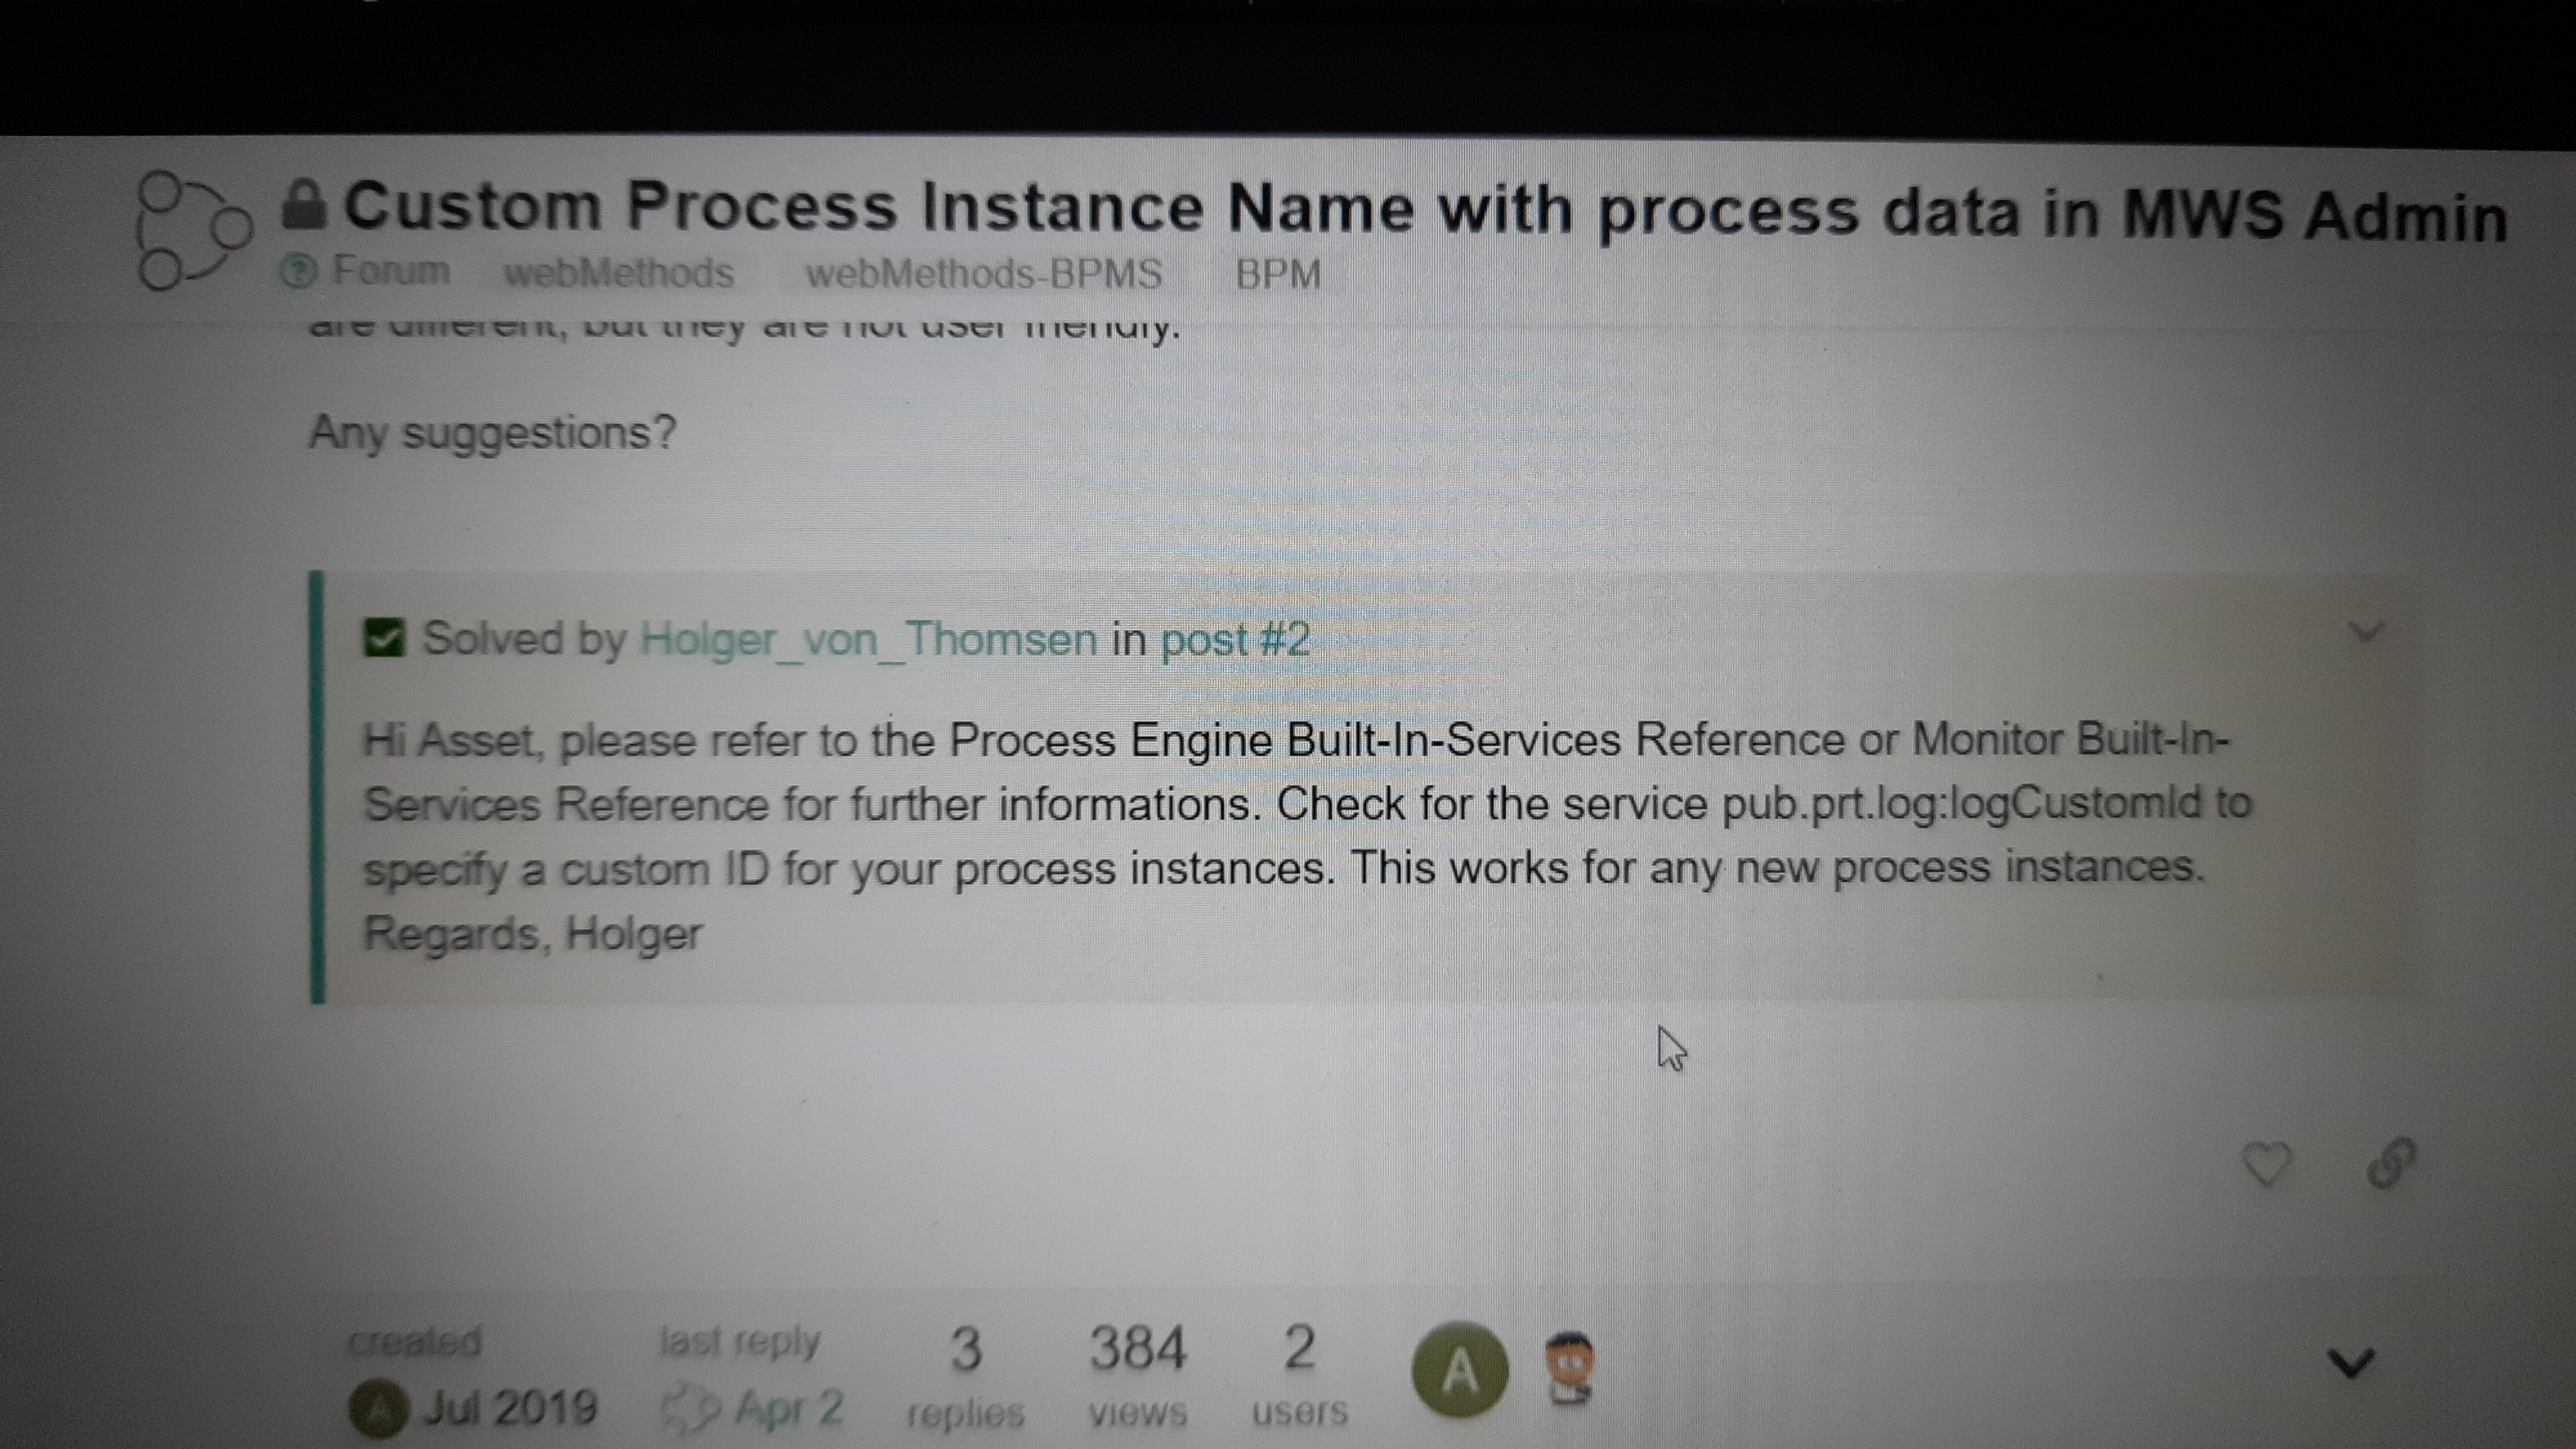 Custom Process Instance Name with process data in MWS Admin
Forum webMethods webMethods-BPMS BPM
are different, but they are not user friendly.
Any suggestions?
Solved by Holger_von_Thomsen in post #2
Hi Asset, please refer to the Process Engine Built-In-Services Reference or Monitor Built-In-
Services Reference for further informations. Check for the service pub.prt.log:logCustomId to
specify a custom ID for your process instances. This works for any new process instances.
Regards, Holger
created last reply 3 384 2 A
A Jul 2019 Apr 2 replies views users